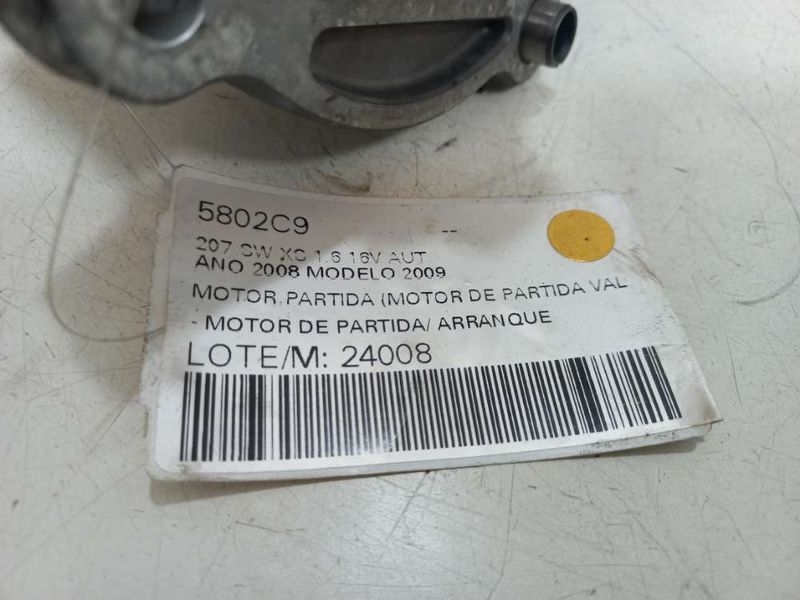 5802C9
--
207 SW XS 1.6 16V AUT.
ANO 2008 MODELO 2009
MOTOR PARTIDA (MOTOR DE PARTIDA VAL
- MOTOR DE PARTIDA/ ARRANQUE
LOTE/M: 24008